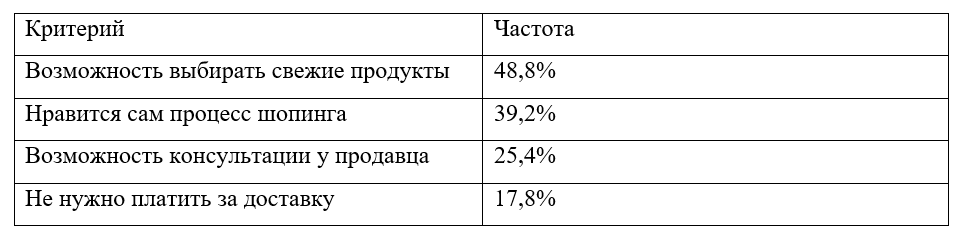 Критерий Частота
Возможность выбирать свежие продукты 48,8%
Нравится сам процесс шопинга 39,2%
Возможность консультации у продавца 25,4%
Не нужно платить за доставку 17,8%